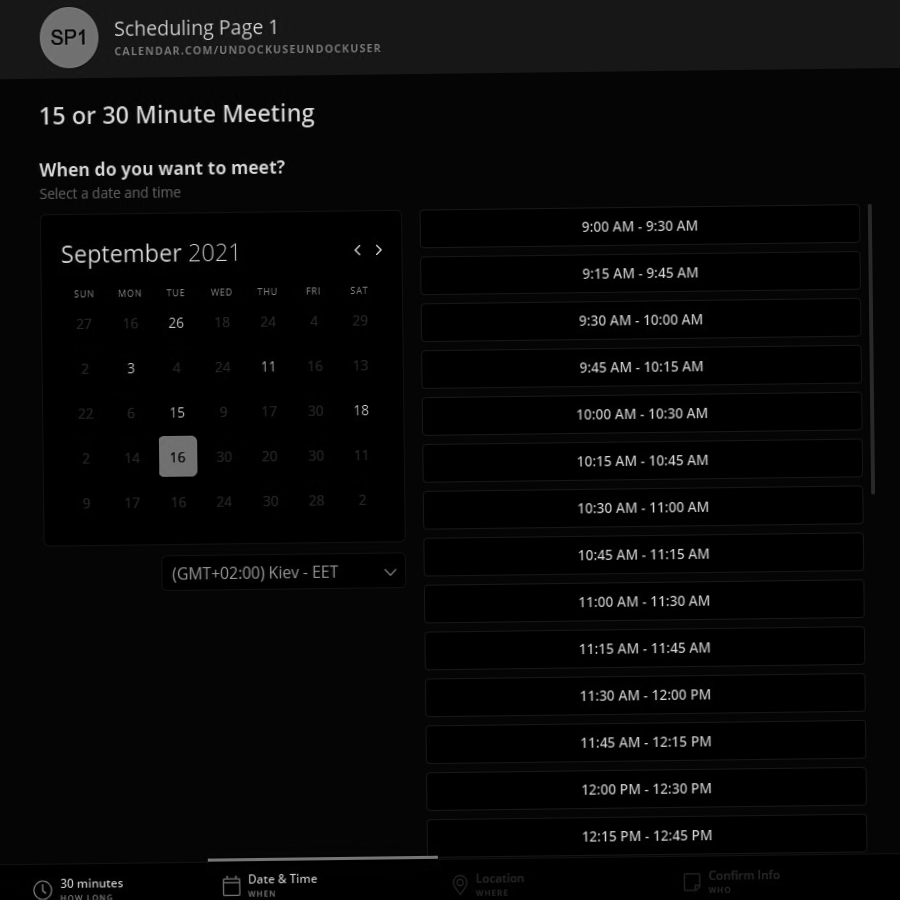 SP1
Scheduling Page 1
CALENDAR.COM/UNDOCKUSEUNDOCKUSER
15 or 30 Minute Meeting
When do you want to meet?
Select a date and time
September 2021
SUN MON TUE WED THU FRI SAT
27 16 26 18 24 4 29
2 3 4 24 11 16 13
22 6 15 9 17 30 18
2 14 16 30 20 30 11
9 17 16 24 30 28 2
(GMT+02:00) Kiev - EET
9:00 AM - 9:30 AM
9:15 AM - 9:45 AM
9:30 AM - 10:00 AM
9:45 AM - 10:15 AM
10:00 AM - 10:30 AM
10:15 AM - 10:45 AM
10:30 AM - 11:00 AM
10:45 AM - 11:15 AM
11:00 AM - 11:30 AM
11:15 AM - 11:45 AM
11:30 AM - 12:00 PM
11:45 AM - 12:15 PM
12:00 PM - 12:30 PM
12:15 PM - 12:45 PM
30 minutes
HOW LONG
Date & Time
WHEN
Location
WHERE
Confirm Info
WHO